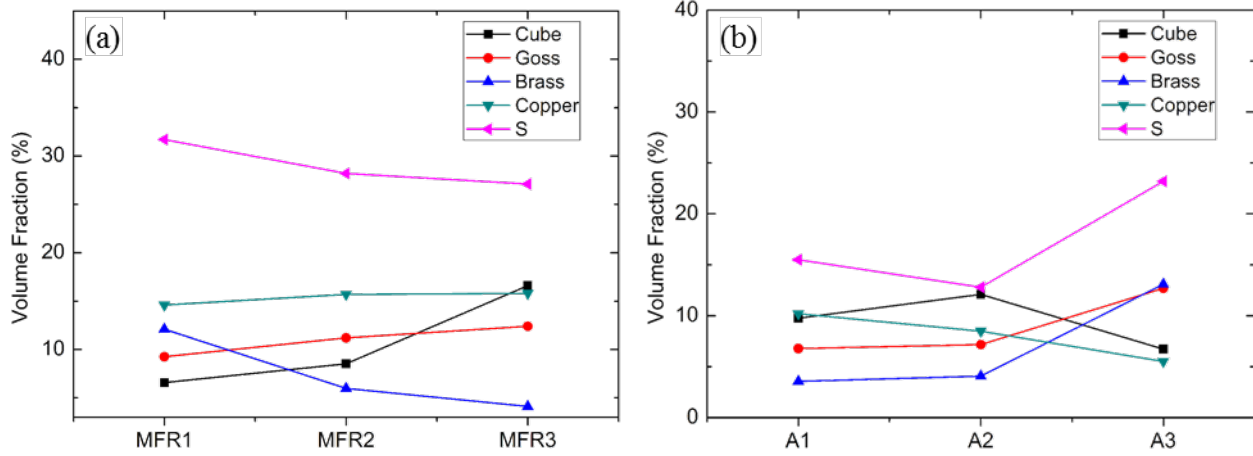 (a)
Cube
Goss
Brass
Copper
S
Volume Fraction (%)
40
30
20
10
MFR1 MFR2 MFR3
(b)
Cube
Goss
Brass
Copper
S
Volume Fraction (%)
40
30
20
10
0
A1 A2 A3